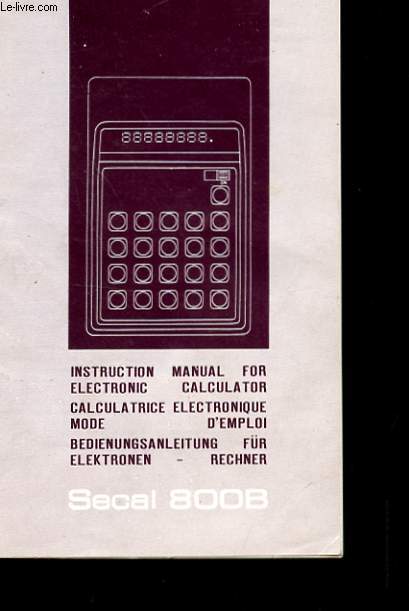 Le-livre.com
88888888.
INSTRUCTION MANUAL FOR
ELECTRONIC CALCULATOR
CALCULATRICE ELECTRONIQUE
MODE D'EMPLOI
BEDIENUNGSANLEITUNG FÜR
ELEKTRONEN - RECHNER
Secal 800B